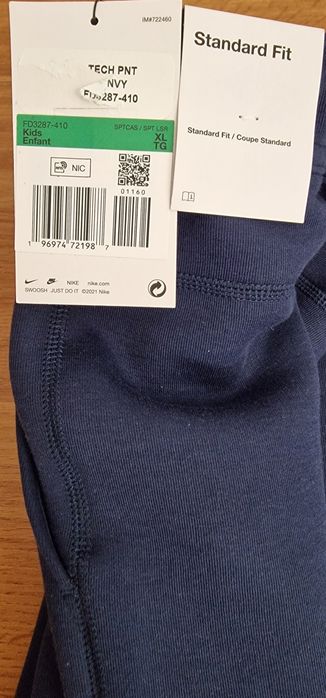 IM#722460
TECH PNT
NVY
FD3287-410
FD3287-410
SPTCAS / SPT LSR
Kids
XL
Enfant
TG
NIC
01160
1 96974 72198 7
NIKE nike.com
SWOOSH JUST DO IT ©2021 Nike
Standard Fit
Standard Fit / Coupe Standard